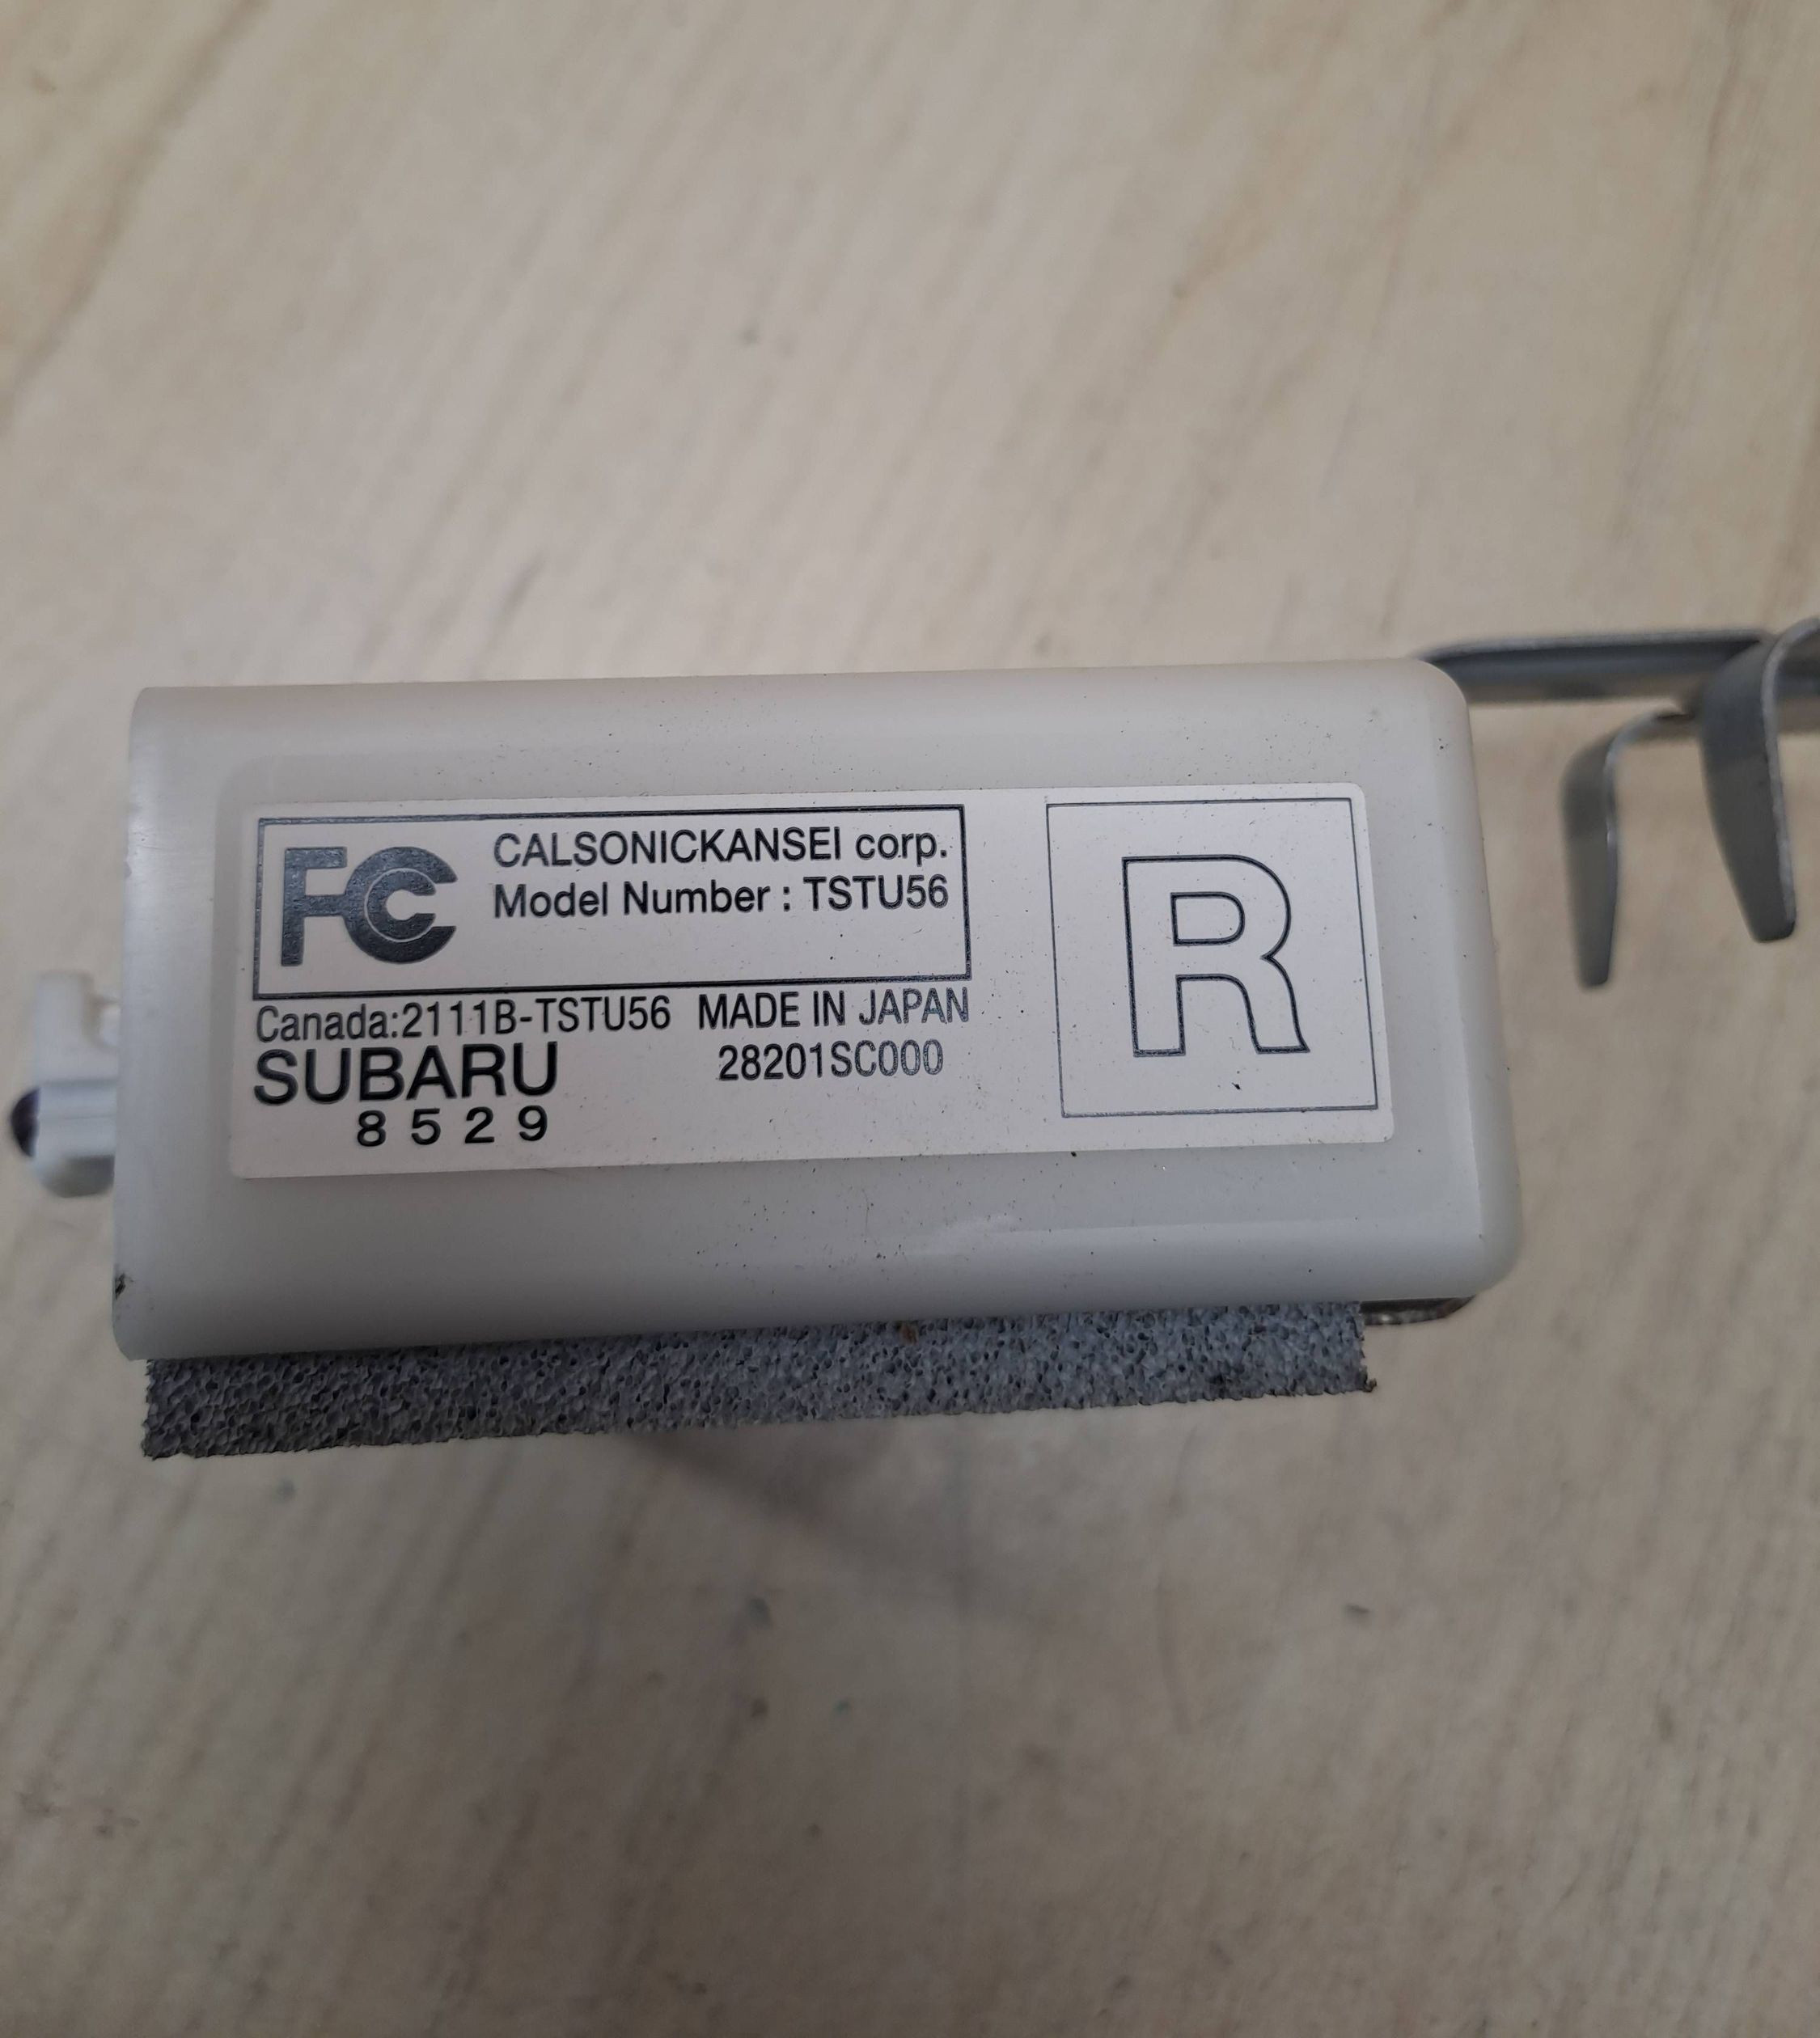 FC CALSONICKANSEI corp.
Model Number : TSTU56
Canada:2111B-TSTU56 MADE IN JAPAN
SUBARU 28201SC000
8529
R